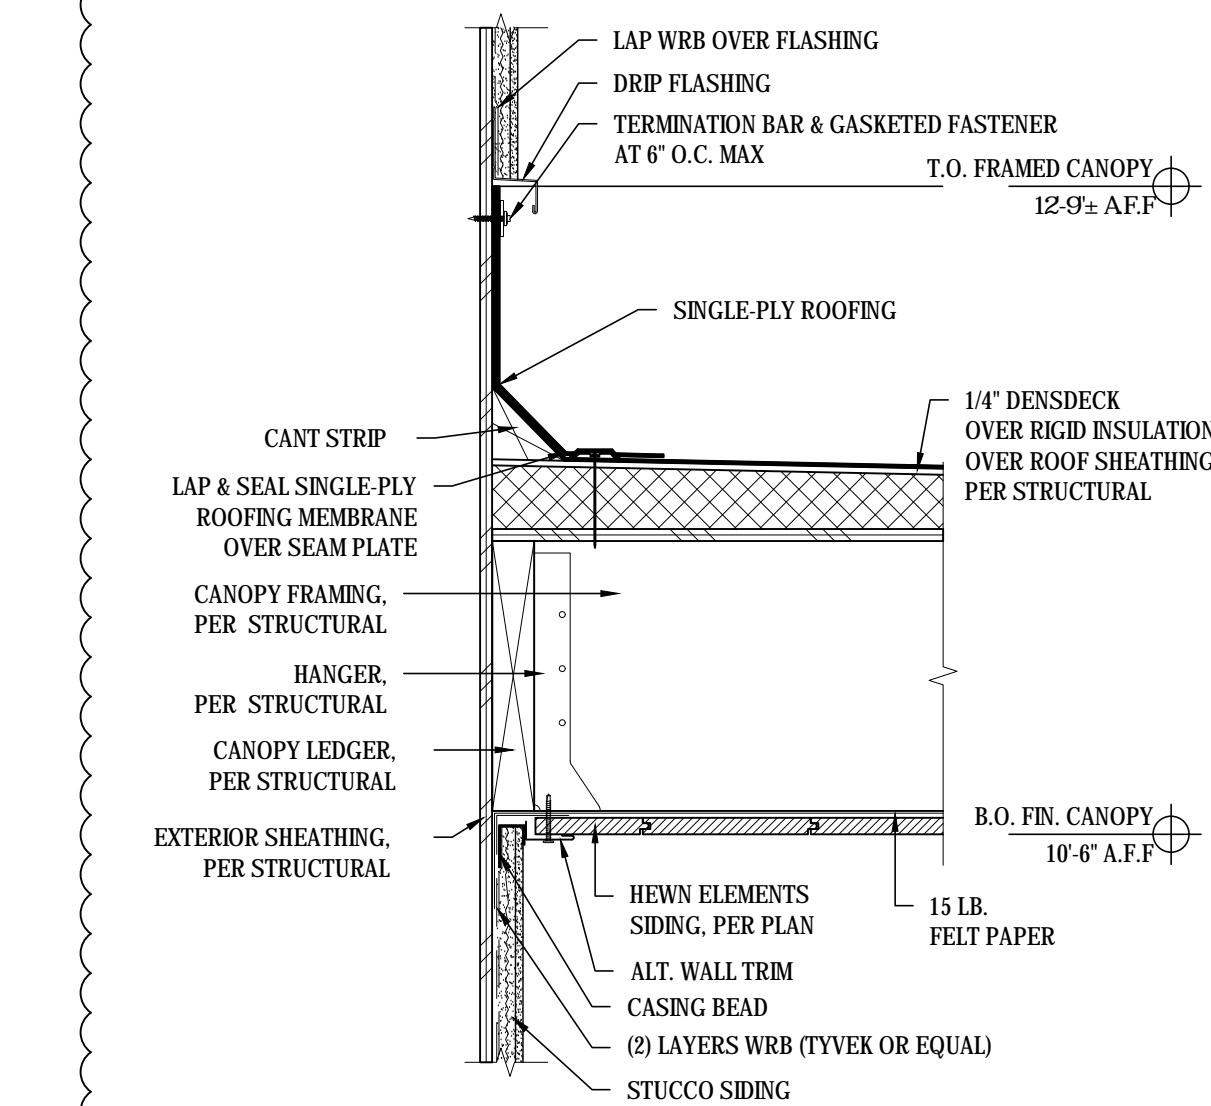 LAP WRB OVER FLASHING
DRIP FLASHING
TERMINATION BAR & GASKETED FASTENER
AT 6" O.C. MAX
T.O. FRAMED CANOPY
12'-9"± A.F.F
SINGLE-PLY ROOFING
1/4" DENSDECK
OVER RIGID INSULATION
OVER ROOF SHEATHING
PER STRUCTURAL
CANT STRIP
LAP & SEAL SINGLE-PLY
ROOFING MEMBRANE
OVER SEAM PLATE
CANOPY FRAMING,
PER STRUCTURAL
HANGER,
PER STRUCTURAL
CANOPY LEDGER,
PER STRUCTURAL
EXTERIOR SHEATHING,
PER STRUCTURAL
B.O. FIN. CANOPY
10'-6" A.F.F
HEWN ELEMENTS
SIDING, PER PLAN
15 LB.
FELT PAPER
ALT. WALL TRIM
CASING BEAD
(2) LAYERS WRB (TYVEK OR EQUAL)
STUCCO SIDING